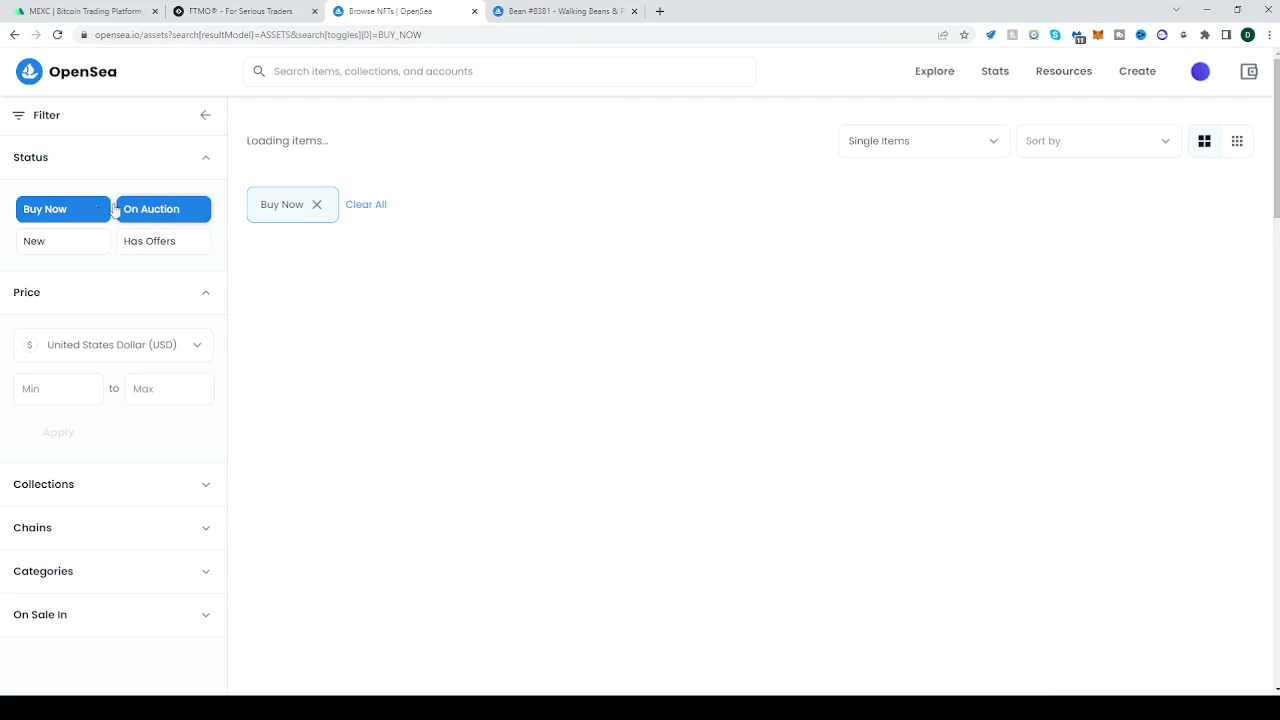 MEXC | Bitcoin Trading Platform,
FTMO® - For Serious Traders
Browse NFTs | OpenSea
Bean #8381 - Walking Beans & P
opensea.io/assets?search[resultModel]=ASSETS&search[toggles][0]=BUY_NOW
11
D
OpenSea
Search items, collections, and accounts
Explore
Stats
Resources
Create
Filter
Loading items...
Single Items
Sort by
Status
Buy Now
On Auction
Buy Now
Clear All
New
Has Offers
Price
$ United States Dollar (USD)
Min
to
Max
Apply
Collections
Chains
Categories
On Sale In